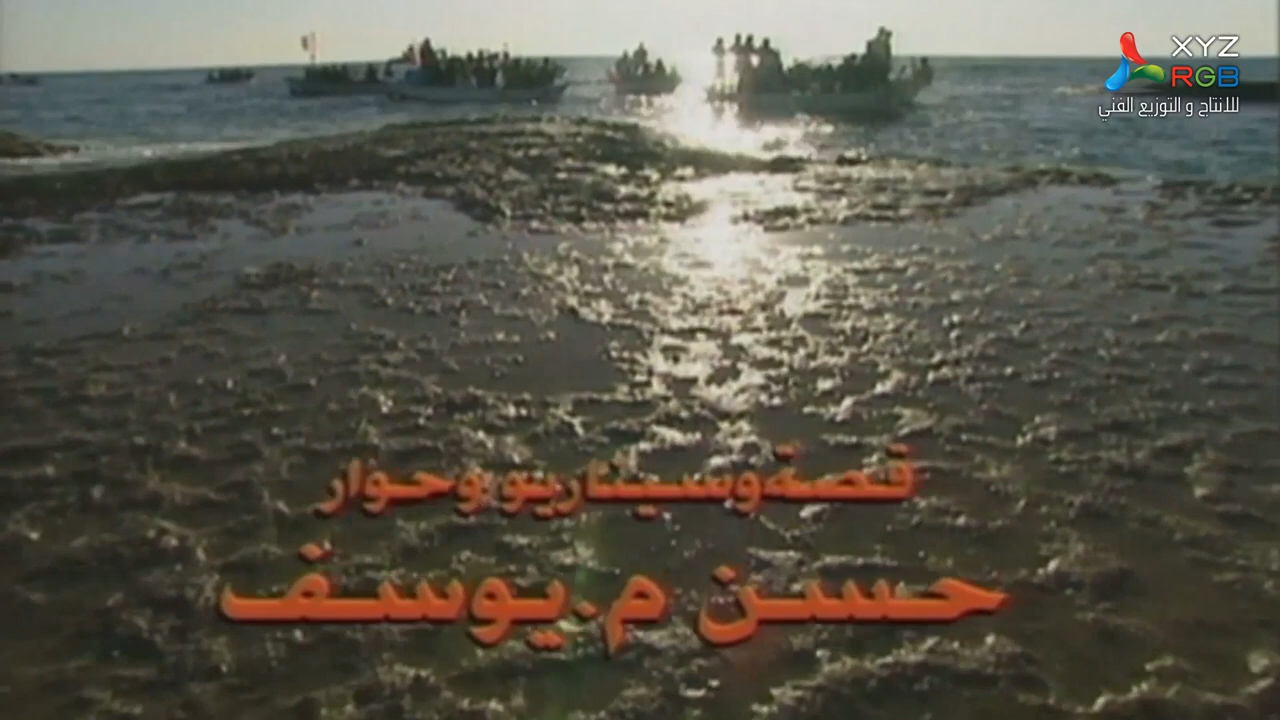 XYZ
RGB
للانتاج و التوزيع الفني
قصة وسيناريو وحوار
حسن م. يوسف